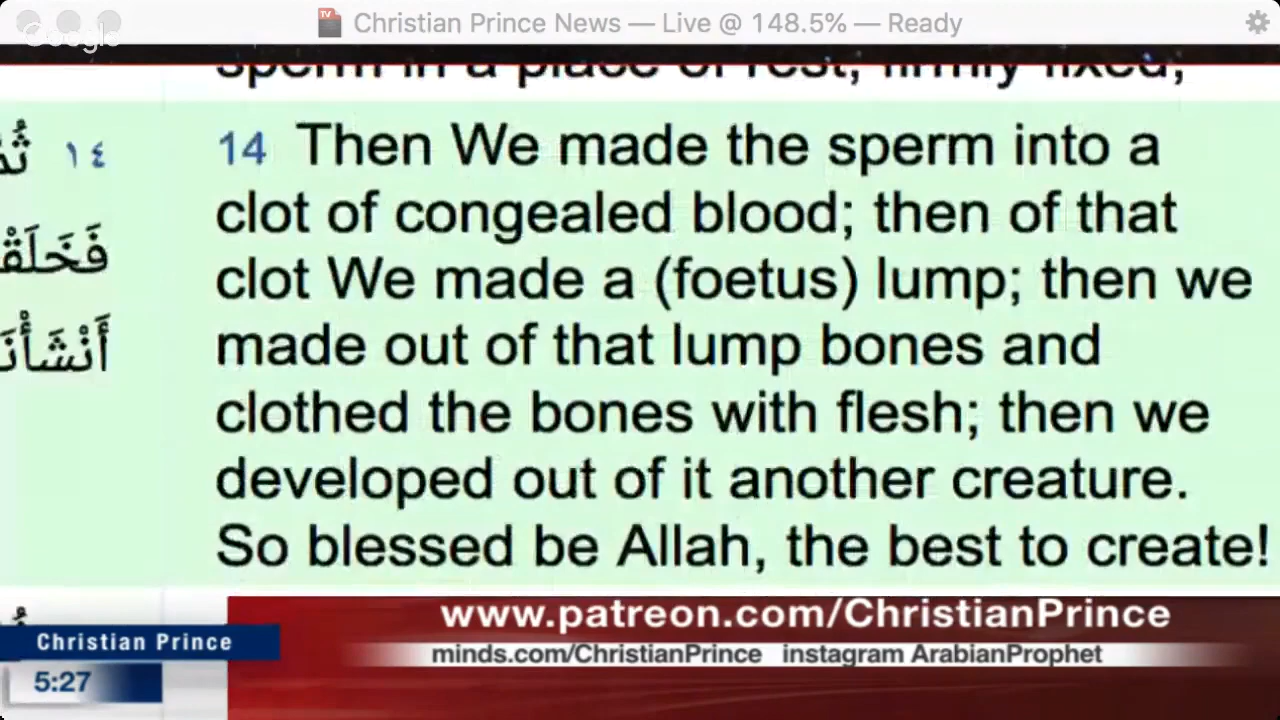 Christian Prince News — Live @ 148.5% — Ready
Google
14 Then We made the sperm into a
clot of congealed blood; then of that
clot We made a (foetus) lump; then we
made out of that lump bones and
clothed the bones with flesh; then we
developed out of it another creature.
So blessed be Allah, the best to create!
١٤
www.patreon.com/ChristianPrince
minds.com/ChristianPrince instagram ArabianProphet
Christian Prince
5:27